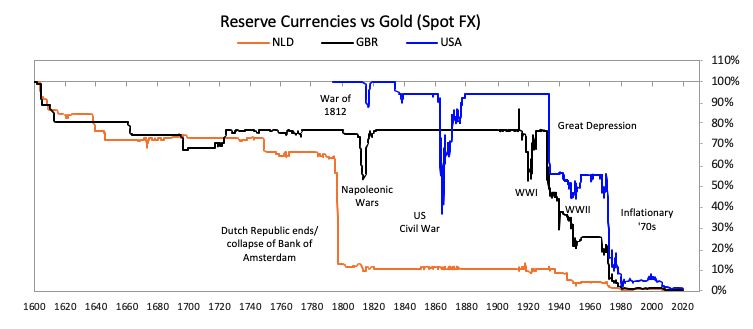 Reserve Currencies vs Gold (Spot FX)
NLD GBR USA
110%
100%
90%
80%
70%
60%
50%
40%
30%
20%
10%
0%
War of
1812
Great Depression
Napoleonic
Wars
WWI
WWII
US
Civil War
Inflationary
'70s
Dutch Republic ends/
collapse of Bank of
Amsterdam
1600 1620 1640 1660 1680 1700 1720 1740 1760 1780 1800 1820 1840 1860 1880 1900 1920 1940 1960 1980 2000 2020